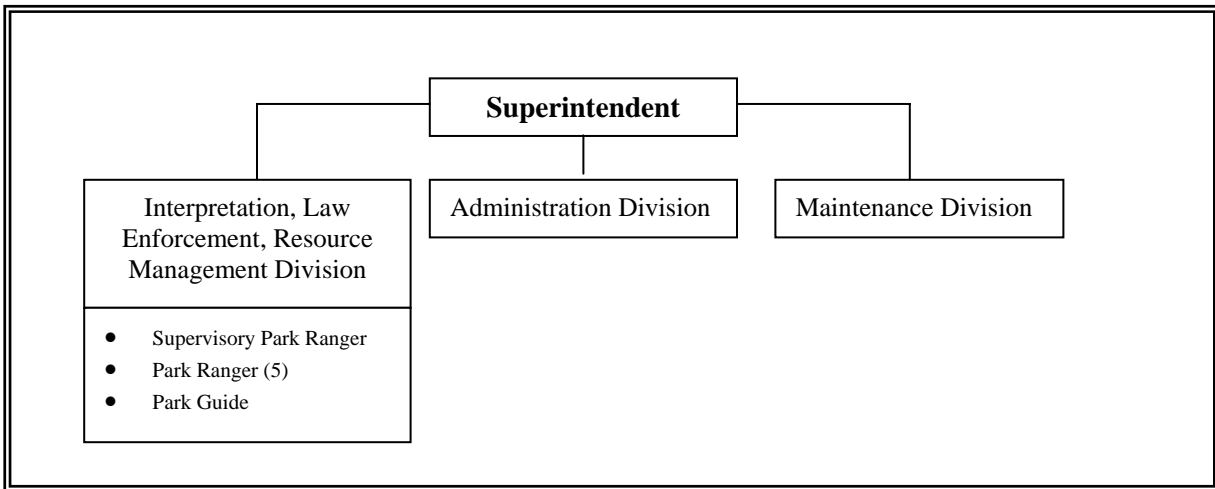 Superintendent
Interpretation, Law
Enforcement, Resource
Management Division
Administration Division
Maintenance Division
• Supervisory Park Ranger
• Park Ranger (5)
• Park Guide